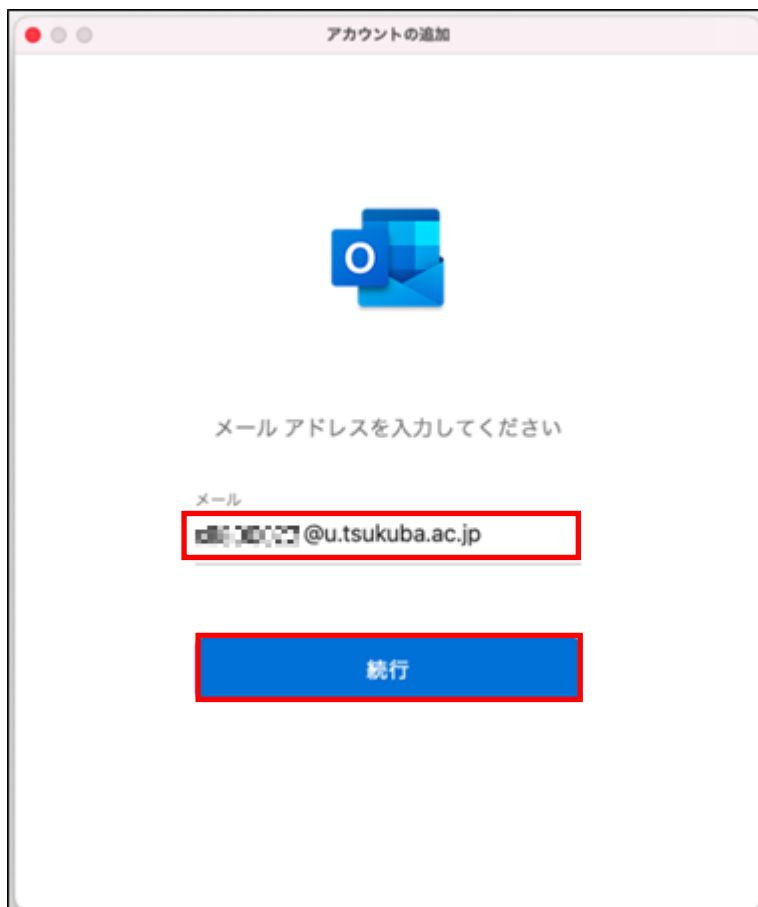 アカウントの追加
O
メール アドレスを入力してください
メール
@u.tsukuba.ac.jp
続行